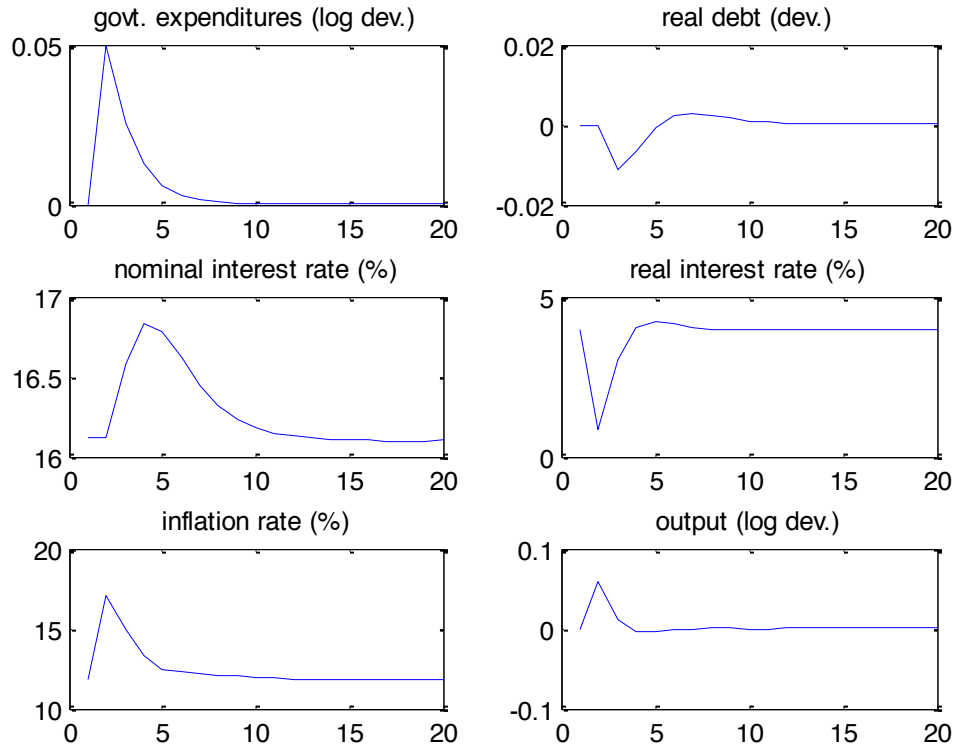 govt. expenditures (log dev.)
real debt (dev.)
0.05
0
0 5 10 15 20
0.02
0
-0.02
0 5 10 15 20
nominal interest rate (%)
real interest rate (%)
17
16.5
16
0 5 10 15 20
5
0
0 5 10 15 20
inflation rate (%)
output (log dev.)
20
15
10
0 5 10 15 20
0.1
0
-0.1
0 5 10 15 20